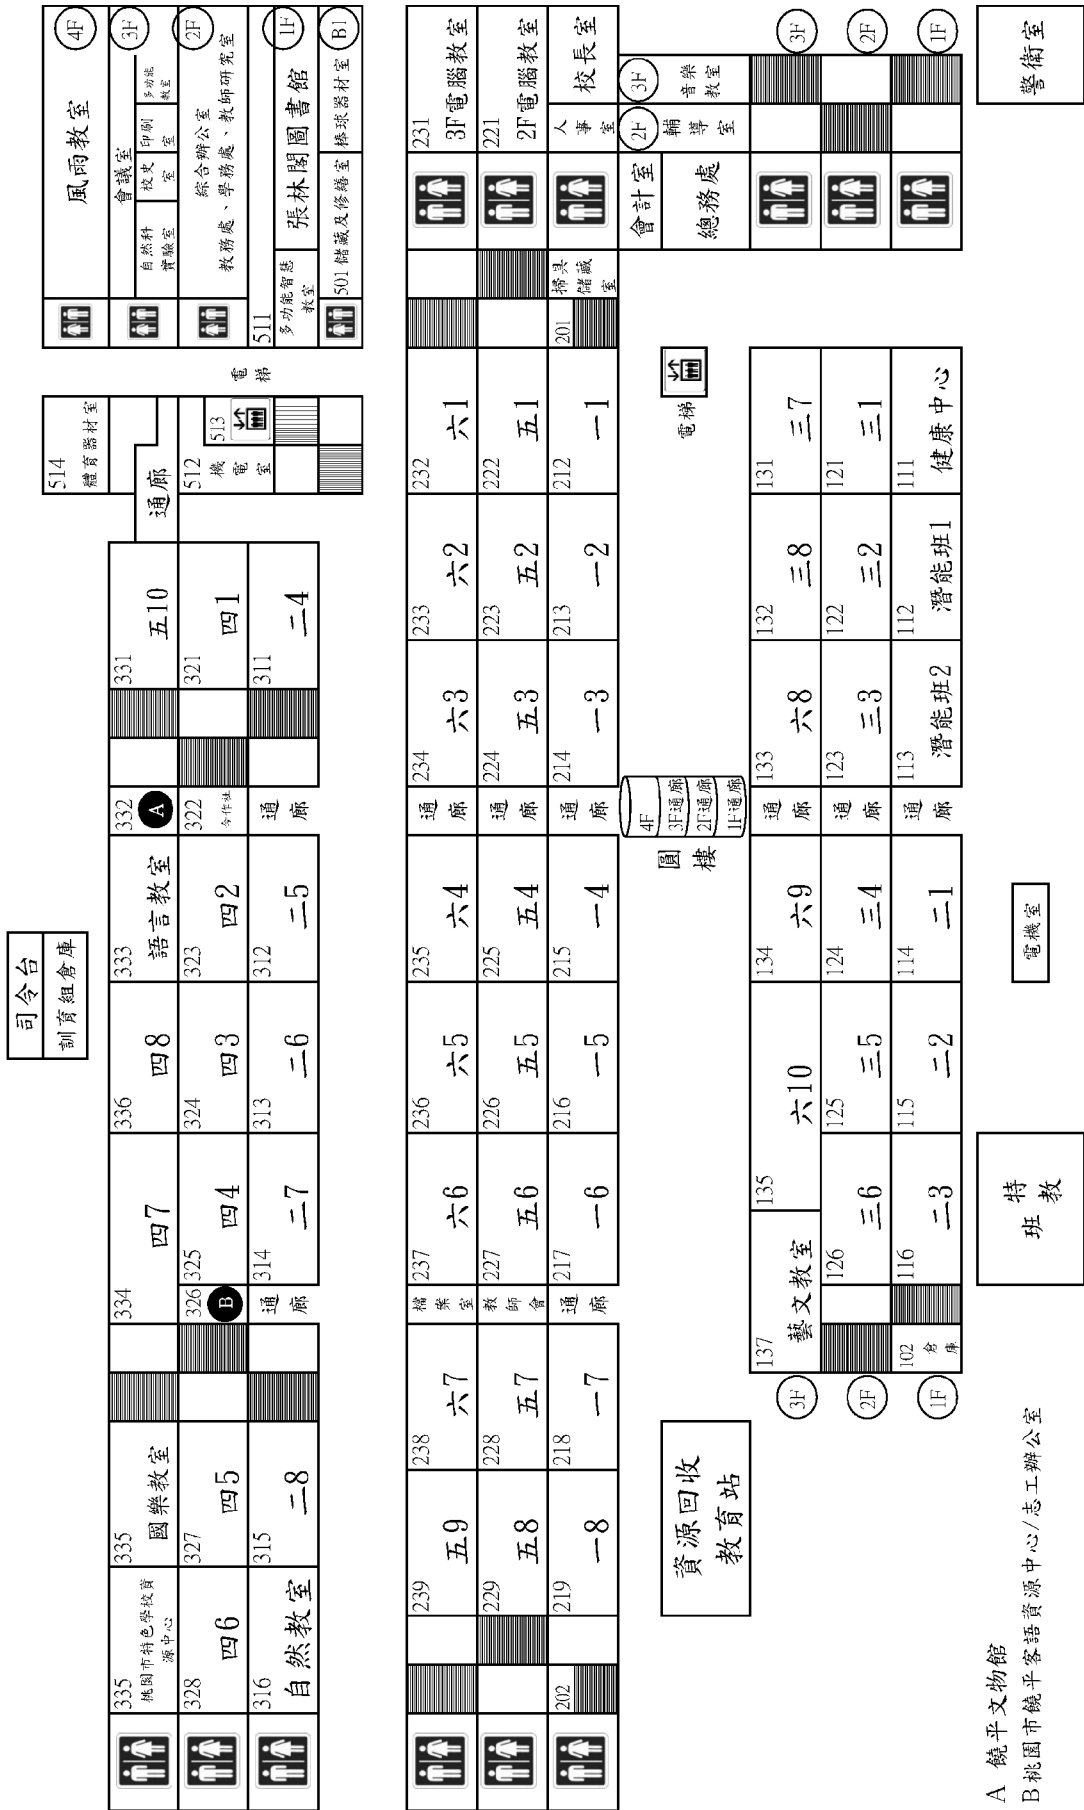 司令台
訓育組倉庫
335
桃園市特色學校資
源中心
335
國樂教室
334
四7
336
四8
333
語言教室
332
A
331
五10
通廊
328
四6
327
四5
326
B
325
四4
324
四3
323
四2
322
合作社
321
四1
316
自然教室
315
二8
通廊
314
二7
313
二6
312
二5
通廊
311
二4
514
體育器材室
512
機電室
513
電梯
4F
風雨教室
3F
會議室
自然科
實驗室
校史室
印刷室
多功能
教室
2F
綜合辦公室
教務處、學務處、教師研究室
1F
511
多功能智慧
教室
張林閣圖書館
B1
501儲藏及修繕室
棒球器材室
239
五9
238
六7
檔案室
237
六6
236
六5
235
六4
通廊
234
六3
233
六2
232
六1
231
3F電腦教室
229
五8
228
五7
教師會
227
五6
226
五5
225
五4
通廊
224
五3
223
五2
222
五1
221
2F電腦教室
202
219
一8
218
一7
通廊
217
一6
216
一5
215
一4
通廊
214
一3
213
一2
212
一1
201
掃具
儲藏室
人事室
校長室
資源回收
教育站
圓樓
4F
3F通廊
2F通廊
1F通廊
電梯
會計室
總務處
2F
輔導室
3F
音樂
教室
3F
137
藝文教室
135
六10
134
六9
通廊
133
六8
132
三8
131
三7
3F
2F
126
三6
125
三5
124
三4
通廊
123
三3
122
三2
121
三1
2F
1F
102
倉庫
116
二3
115
二2
114
二1
通廊
113
潛能班2
112
潛能班1
111
健康中心
1F
特教班
電機室
警衛室
A 饒平文物館
B桃園市饒平客語資源中心/志工辦公室